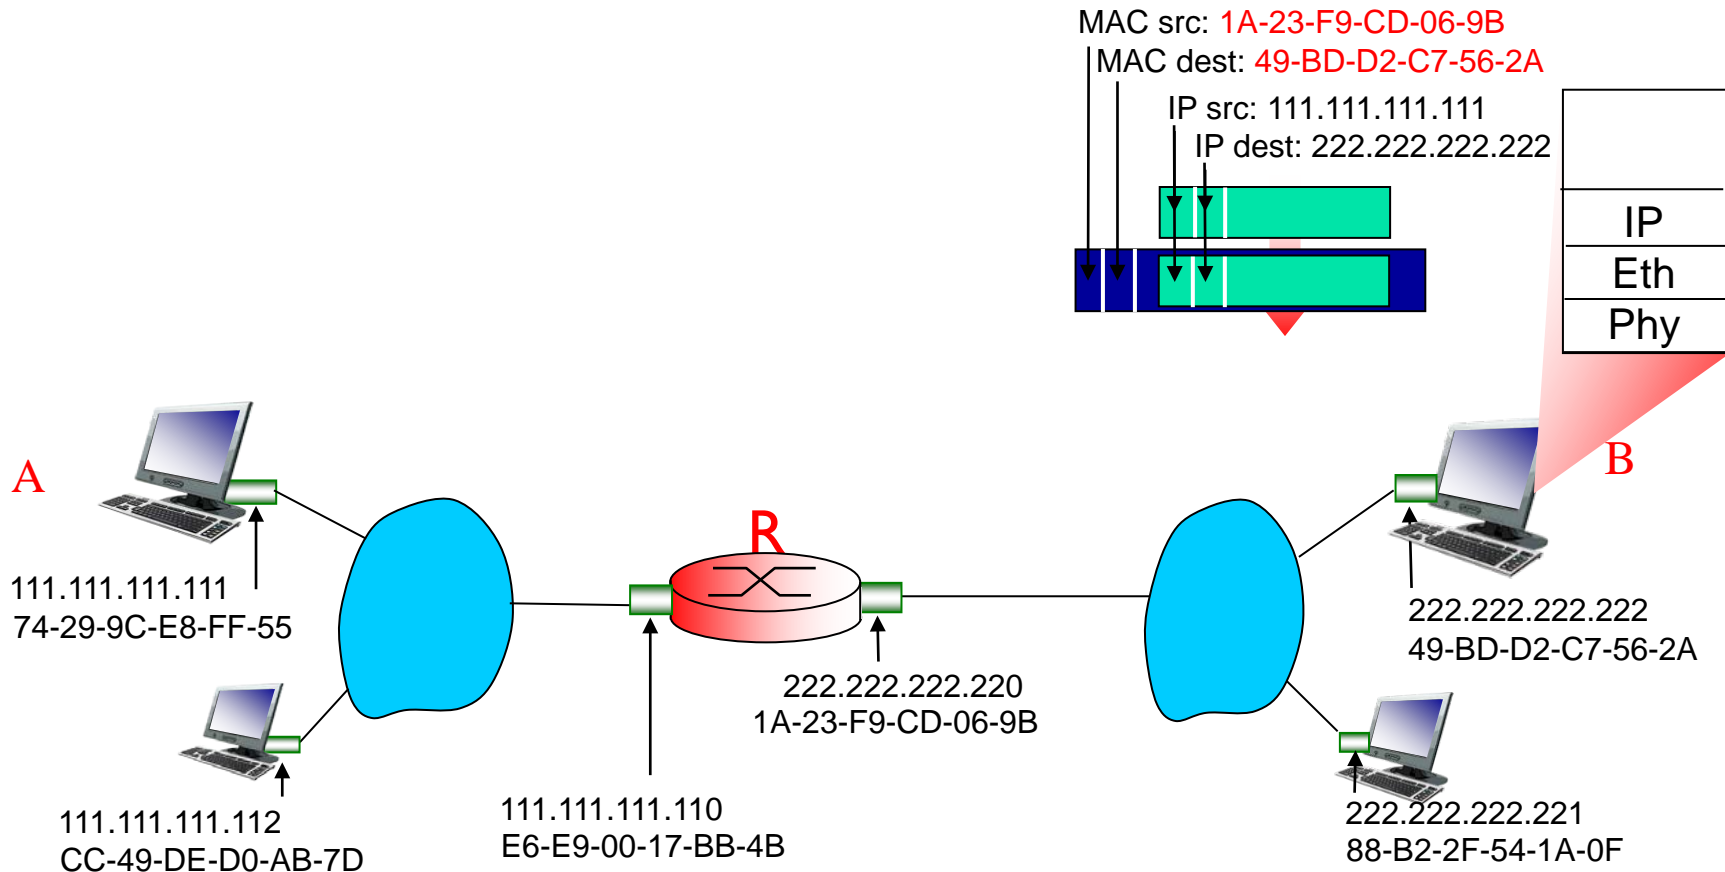 MAC src: 1A-23-F9-CD-06-9B
MAC dest: 49-BD-D2-C7-56-2A
IP src: 111.111.111.111
IP dest: 222.222.222.222
IP
Eth
Phy
A
B
R
111.111.111.111
74-29-9C-E8-FF-55
222.222.222.222
49-BD-D2-C7-56-2A
222.222.222.220
1A-23-F9-CD-06-9B
111.111.111.112
CC-49-DE-D0-AB-7D
111.111.111.110
E6-E9-00-17-BB-4B
222.222.222.221
88-B2-2F-54-1A-0F